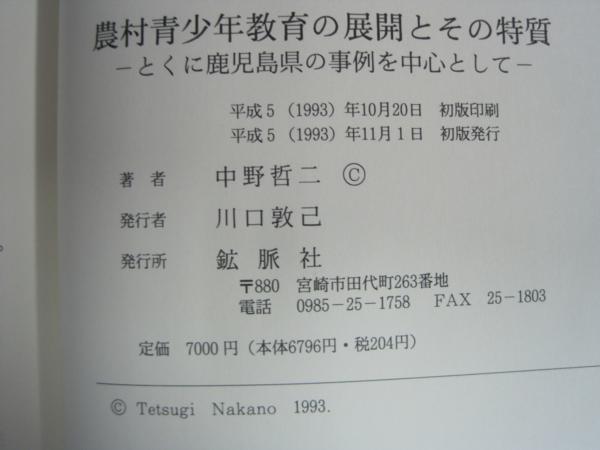 農村青少年教育の展開とその特質
－とくに鹿児島県の事例を中心として－
平成5（1993）年10月20日　初版印刷
平成5（1993）年11月1日　初版発行
著者　中野哲二　©
発行者　川口敦己
発行所　鉱脈社
〒880　宮崎市田代町263番地
電話　0985－25－1758　FAX　25－1803
定価　7000円（本体6796円・税204円）
© Tetsugi　Nakano　1993.